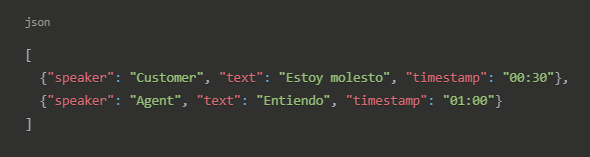 json
[
{"speaker": "Customer", "text": "Estoy molesto", "timestamp": "00:30"},
{"speaker": "Agent", "text": "Entiendo", "timestamp": "01:00"}
]